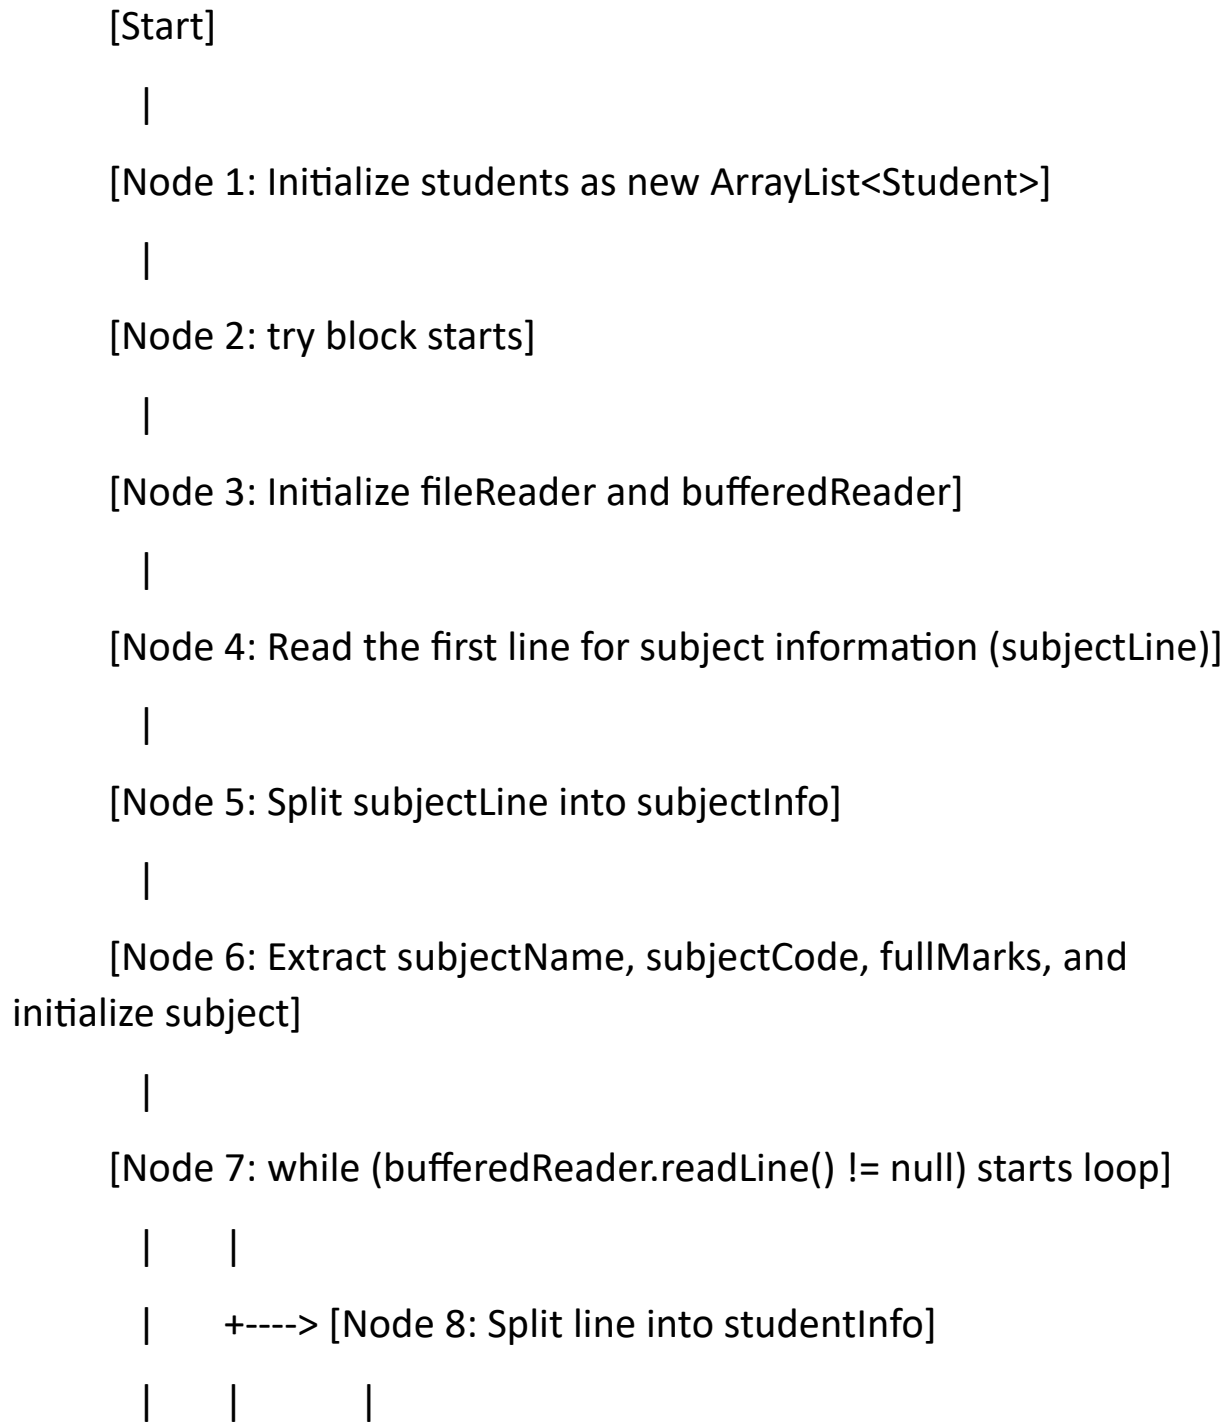 [Start]
|
[Node 1: Initialize students as new ArrayList<Student>]
|
[Node 2: try block starts]
|
[Node 3: Initialize fileReader and bufferedReader]
|
[Node 4: Read the first line for subject information (subjectLine)]
|
[Node 5: Split subjectLine into subjectInfo]
|
[Node 6: Extract subjectName, subjectCode, fullMarks, and
initialize subject]
|
[Node 7: while (bufferedReader.readLine() != null) starts loop]
| |
| +----> [Node 8: Split line into studentInfo]
| | |